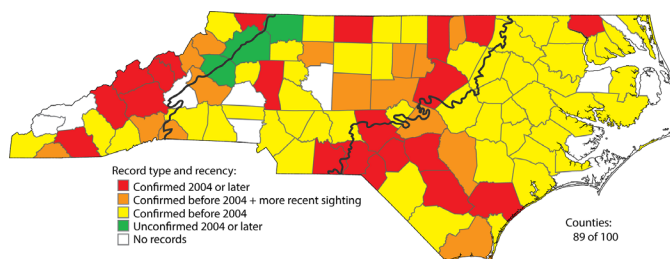 Record type and recency:
Confirmed 2004 or later
Confirmed before 2004 + more recent sighting
Confirmed before 2004
Unconfirmed 2004 or later
No records
Counties:
89 of 100